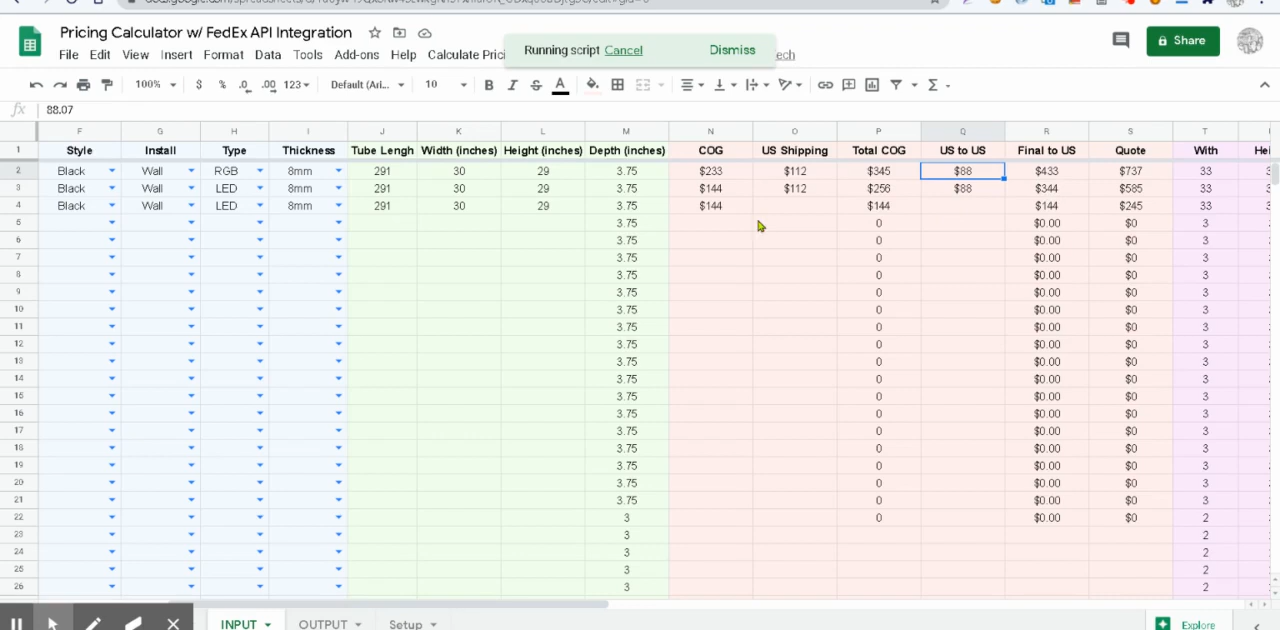 Pricing Calculator w/ FedEx API Integration
File Edit View Insert Format Data Tools Add-ons Help Calculate Prici
Running script Cancel Dismiss
ech
Share
100% $ % .0 .00 123 Default (Ari... 10 B I S A
fx 88.07
F G H I J K L M N O P Q R S T
1 Style Install Type Thickness Tube Lengh Width (inches) Height (inches) Depth (inches) COG US Shipping Total COG US to US Final to US Quote With Hei
2 Black Wall RGB 8mm 291 30 29 3.75 $233 $112 $345 $88 $433 $737 33
3 Black Wall LED 8mm 291 30 29 3.75 $144 $112 $256 $88 $344 $585 33
4 Black Wall LED 8mm 291 30 29 3.75 $144 $144 $144 $245 33
5 3.75 0 $0.00 $0 3
6 3.75 0 $0.00 $0 3
7 3.75 0 $0.00 $0 3
8 3.75 0 $0.00 $0 3
9 3.75 0 $0.00 $0 3
10 3.75 0 $0.00 $0 3
11 3.75 0 $0.00 $0 3
12 3.75 0 $0.00 $0 3
13 3.75 0 $0.00 $0 3
14 3.75 0 $0.00 $0 3
15 3.75 0 $0.00 $0 3
16 3.75 0 $0.00 $0 3
17 3.75 0 $0.00 $0 3
18 3.75 0 $0.00 $0 3
19 3.75 0 $0.00 $0 3
20 3.75 0 $0.00 $0 3
21 3.75 0 $0.00 $0 3
22 3 0 $0.00 $0 2
23 3 2
24 3 2
25 3 2
26 3 2
INPUT OUTPUT Setup Explore